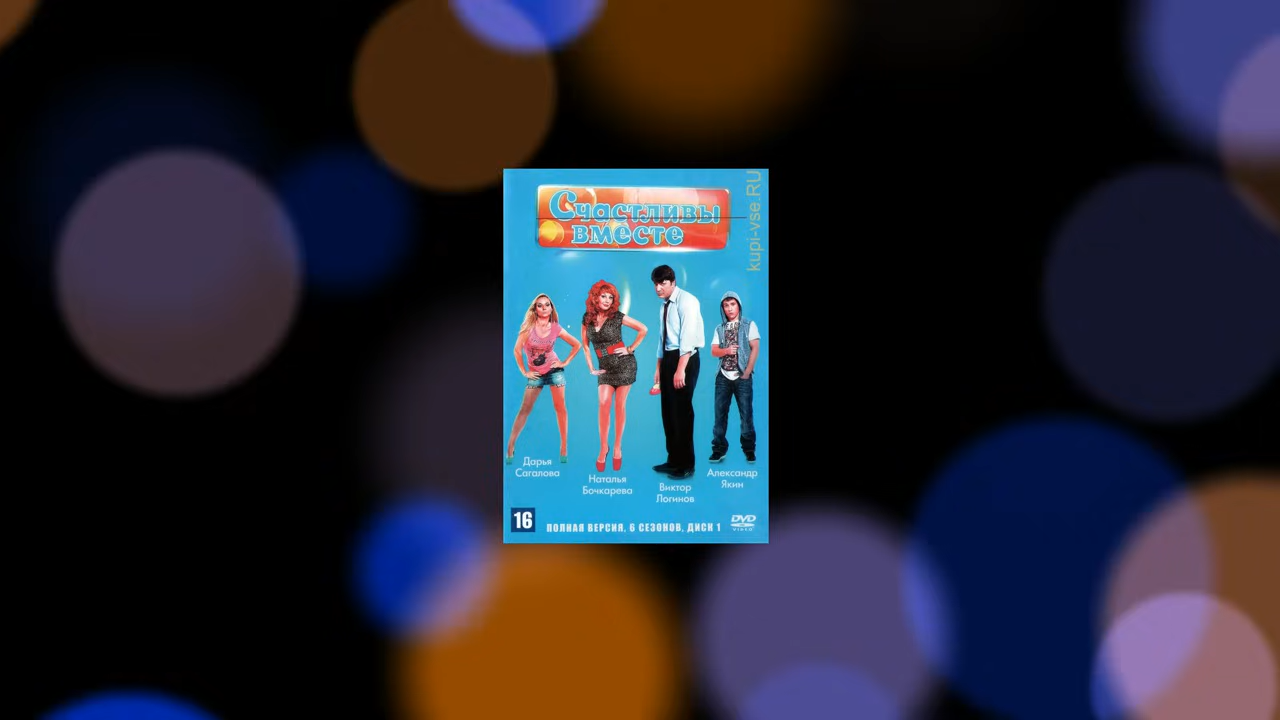 Счастливы
вместе
kupi-vse.RU
Дарья
Сагалова
Наталья
Бочкарева
Виктор
Логинов
Александр
Якин
16
ПОЛНАЯ ВЕРСИЯ, 6 СЕЗОНОВ, ДИСК 1
DVD
VIDEO